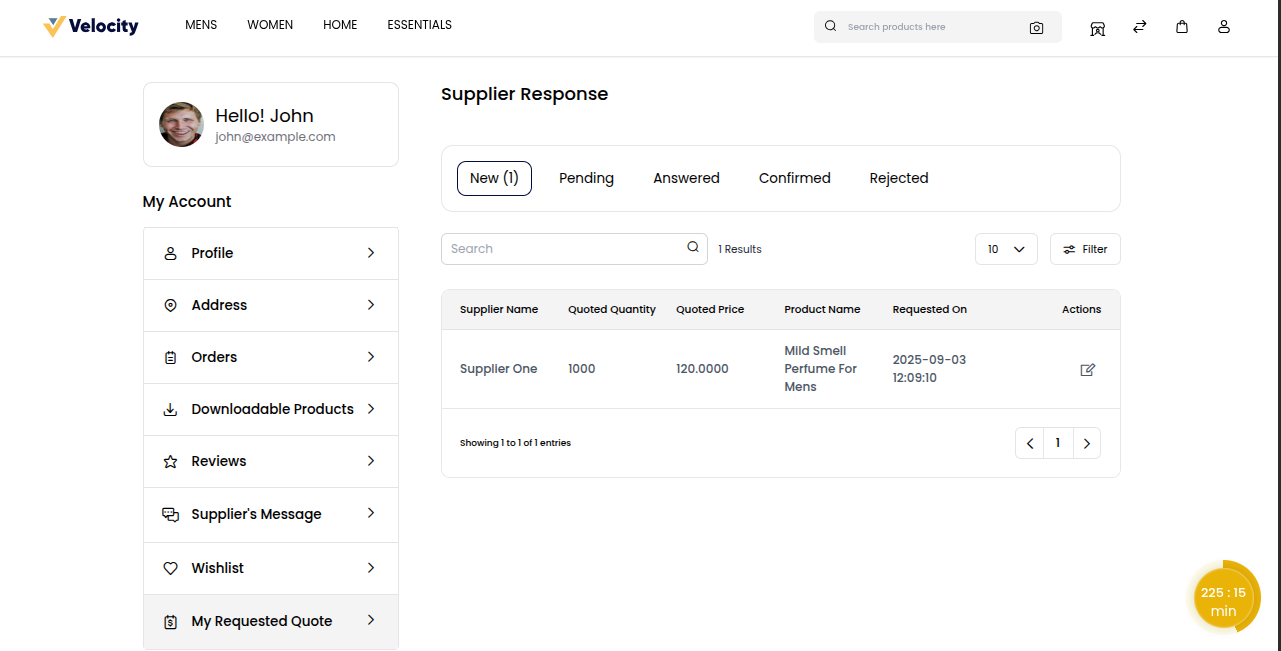 Velocity
MENS WOMEN HOME ESSENTIALS
Search products here
Hello! John
john@example.com
My Account
Profile
Address
Orders
Downloadable Products
Reviews
Supplier's Message
Wishlist
My Requested Quote
Supplier Response
New (1) Pending Answered Confirmed Rejected
Search 1 Results 10 Filter
Supplier Name Quoted Quantity Quoted Price Product Name Requested On Actions
Supplier One 1000 120.0000 Mild Smell
Perfume For
Mens
2025-09-03
12:09:10
Showing 1 to 1 of 1 entries
1
225 : 15
min